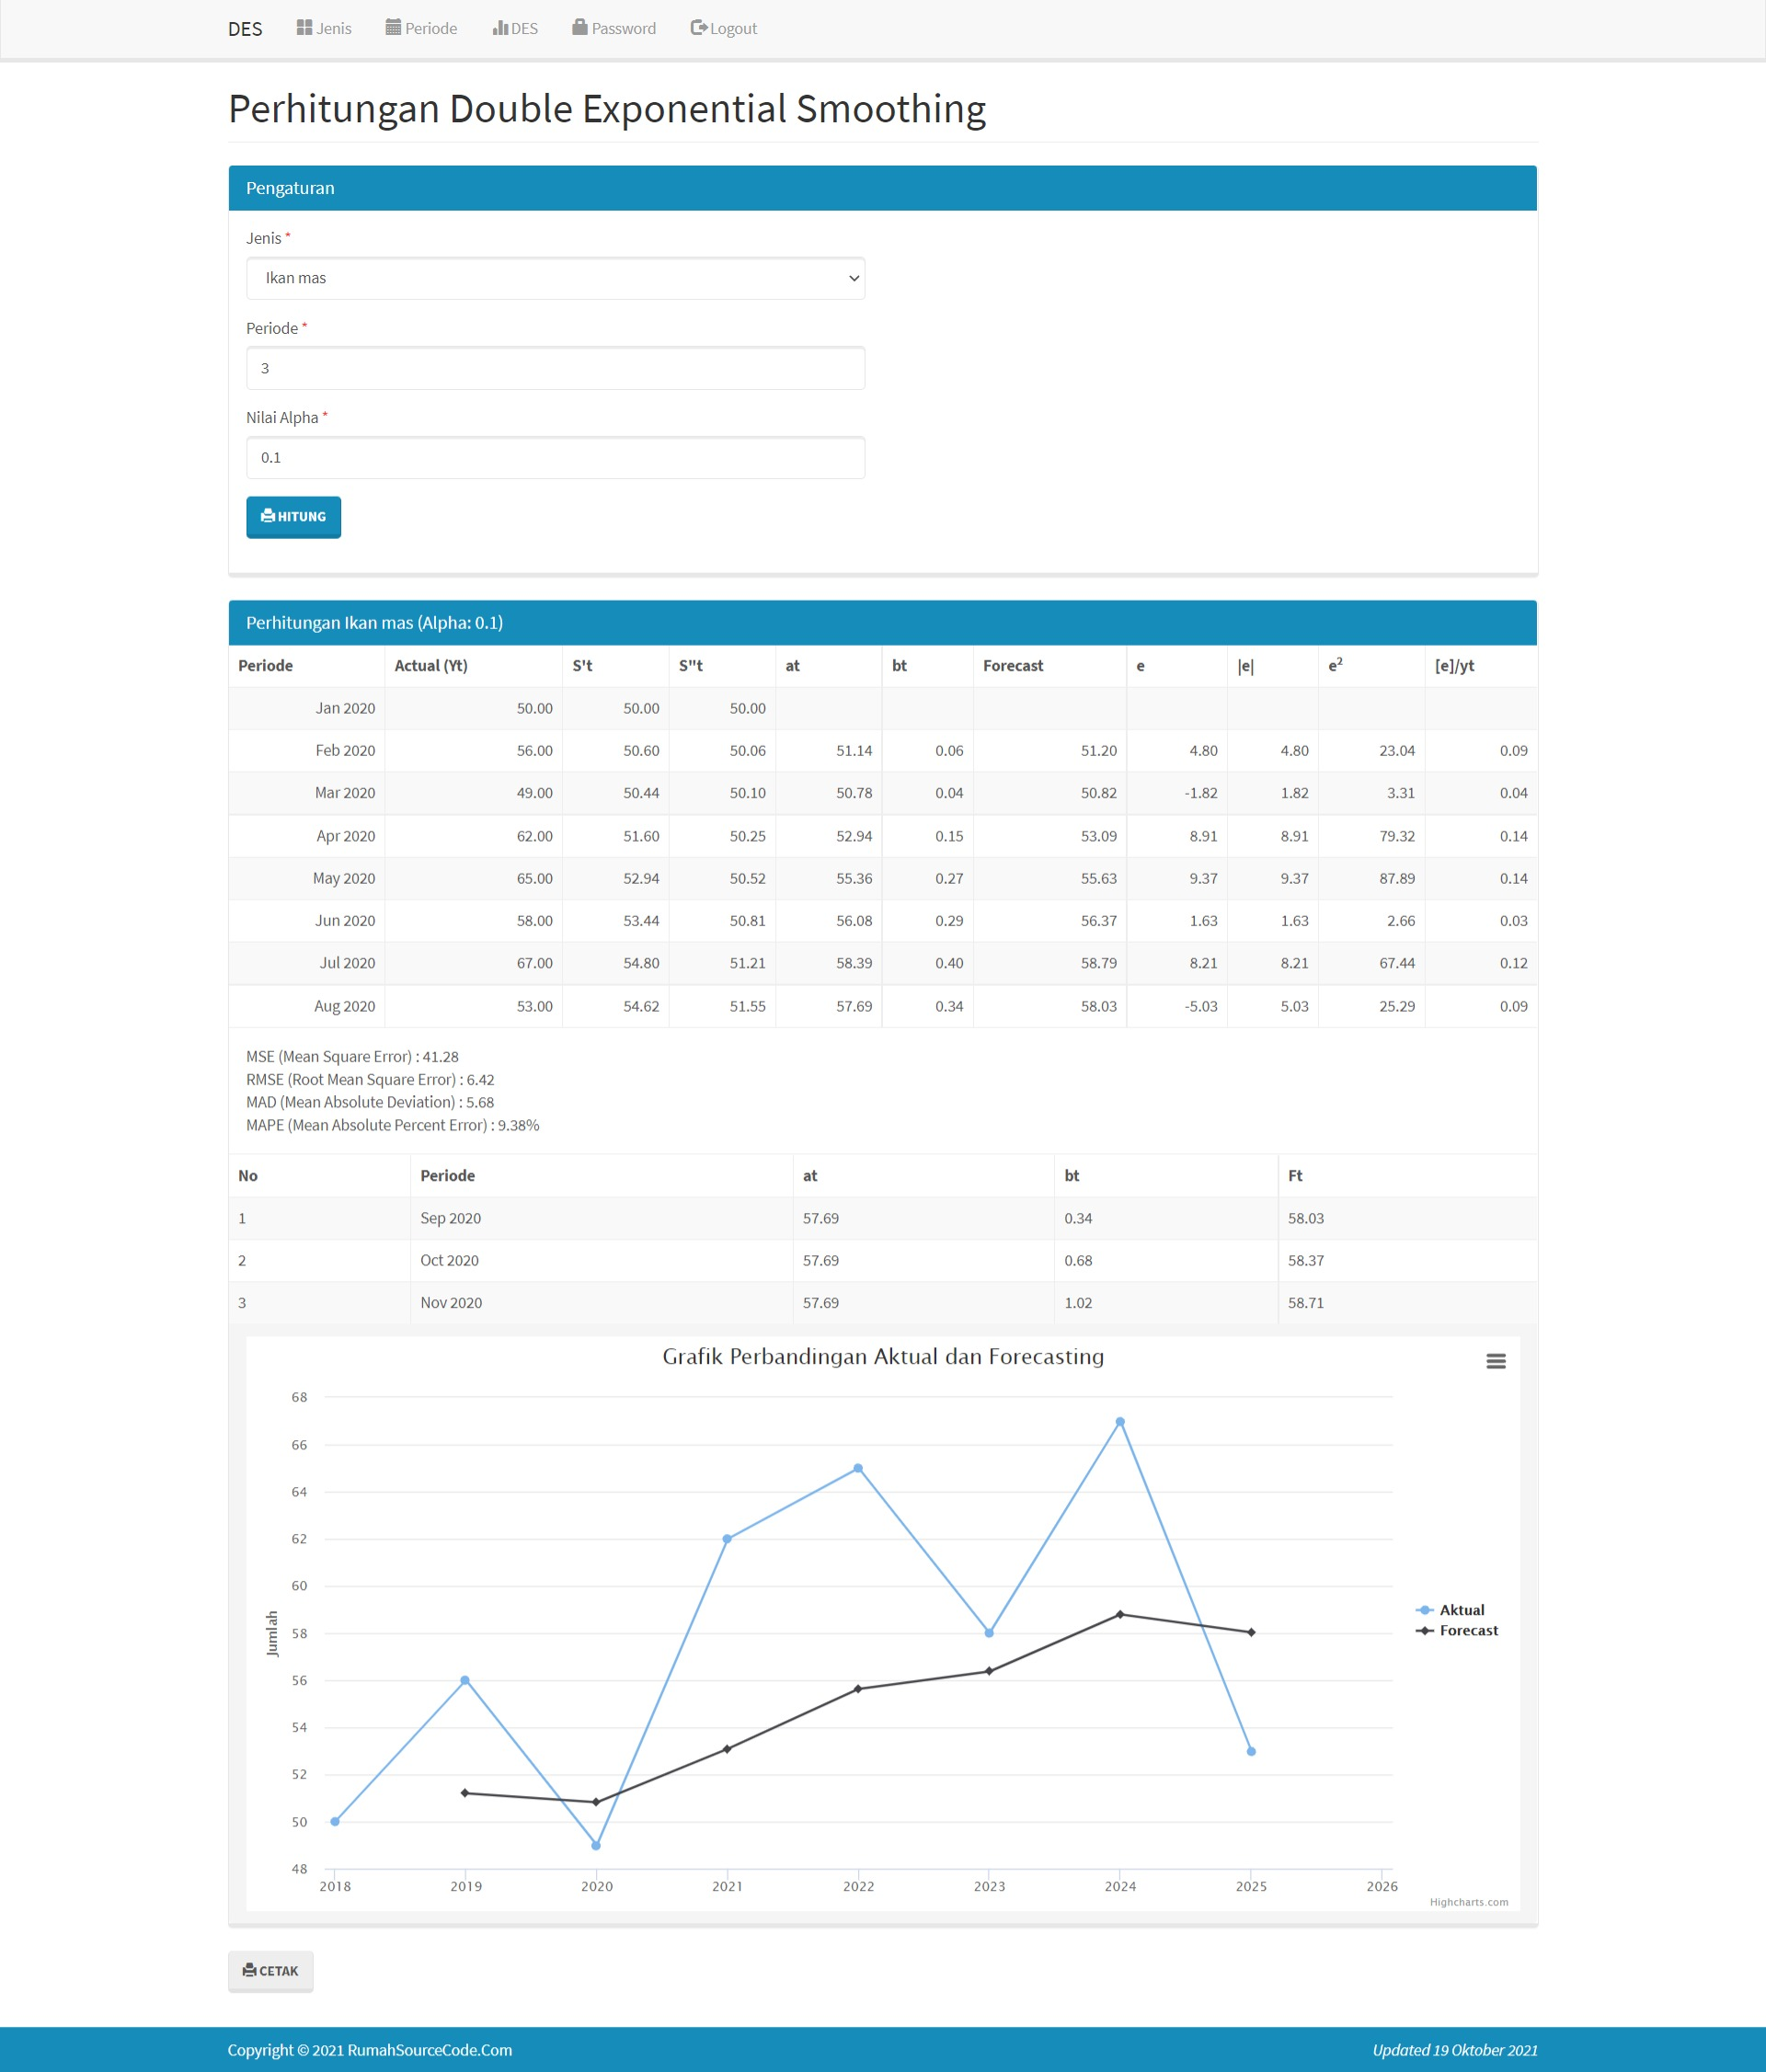 DES Jenis Periode DES Password Logout
Perhitungan Double Exponential Smoothing
Pengaturan
Jenis *
Ikan mas
Periode *
3
Nilai Alpha *
0.1
HITUNG
Perhitungan Ikan mas (Alpha: 0.1)
Periode Actual (Yt) S't S"t at bt Forecast e |e| e² [e]/yt
Jan 2020 50.00 50.00 50.00
Feb 2020 56.00 50.60 50.06 51.14 0.06 51.20 4.80 4.80 23.04 0.09
Mar 2020 49.00 50.44 50.10 50.78 0.04 50.82 -1.82 1.82 3.31 0.04
Apr 2020 62.00 51.60 50.25 52.94 0.15 53.09 8.91 8.91 79.32 0.14
May 2020 65.00 52.94 50.52 55.36 0.27 55.63 9.37 9.37 87.89 0.14
Jun 2020 58.00 53.44 50.81 56.08 0.29 56.37 1.63 1.63 2.66 0.03
Jul 2020 67.00 54.80 51.21 58.39 0.40 58.79 8.21 8.21 67.44 0.12
Aug 2020 53.00 54.62 51.55 57.69 0.34 58.03 -5.03 5.03 25.29 0.09
MSE (Mean Square Error) : 41.28
RMSE (Root Mean Square Error) : 6.42
MAD (Mean Absolute Deviation) : 5.68
MAPE (Mean Absolute Percent Error) : 9.38%
No Periode at bt Ft
1 Sep 2020 57.69 0.34 58.03
2 Oct 2020 57.69 0.68 58.37
3 Nov 2020 57.69 1.02 58.71
Grafik Perbandingan Aktual dan Forecasting
68
66
64
62
60
58
56
54
52
50
48
Jumlah
2018 2019 2020 2021 2022 2023 2024 2025 2026
Aktual
Forecast
Highcharts.com
CETAK
Copyright © 2021 RumahSourceCode.Com Updated 19 Oktober 2021